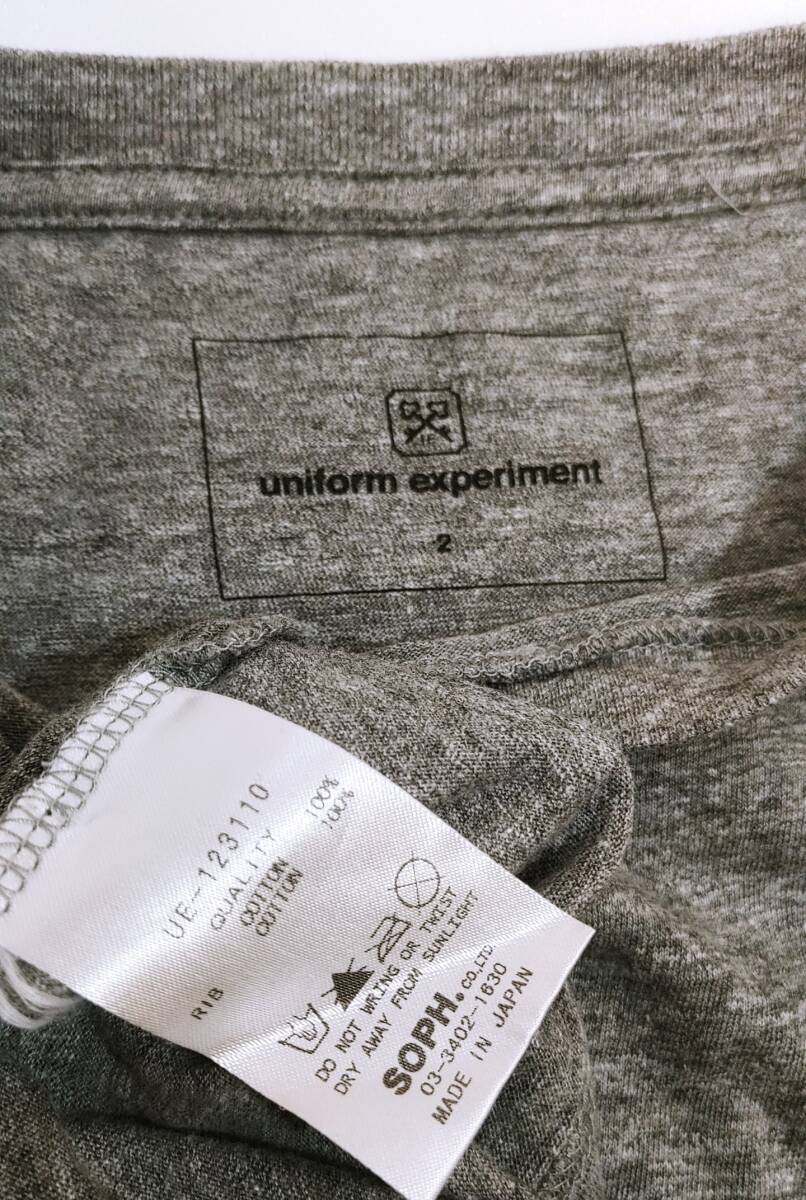 uniform experiment
2
UE-123110
QUALITY
COTTON 100%
RIB COTTON 100%
DO NOT WRING OR TWIST
DRY AWAY FROM SUNLIGHT
SOPH. CO.,LTD.
03-3402-1630
MADE IN JAPAN